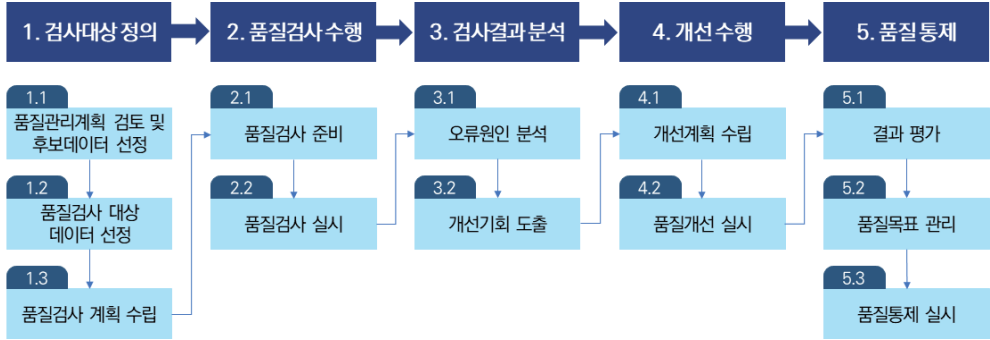 1. 검사대상 정의
2. 품질검사 수행
3. 검사결과 분석
4. 개선 수행
5. 품질 통제
1.1
품질관리계획 검토 및
후보데이터 선정
1.2
품질검사 대상
데이터 선정
1.3
품질검사 계획 수립
2.1
품질검사 준비
2.2
품질검사 실시
3.1
오류원인 분석
3.2
개선기회 도출
4.1
개선계획 수립
4.2
품질개선 실시
5.1
결과 평가
5.2
품질목표 관리
5.3
품질통제 실시